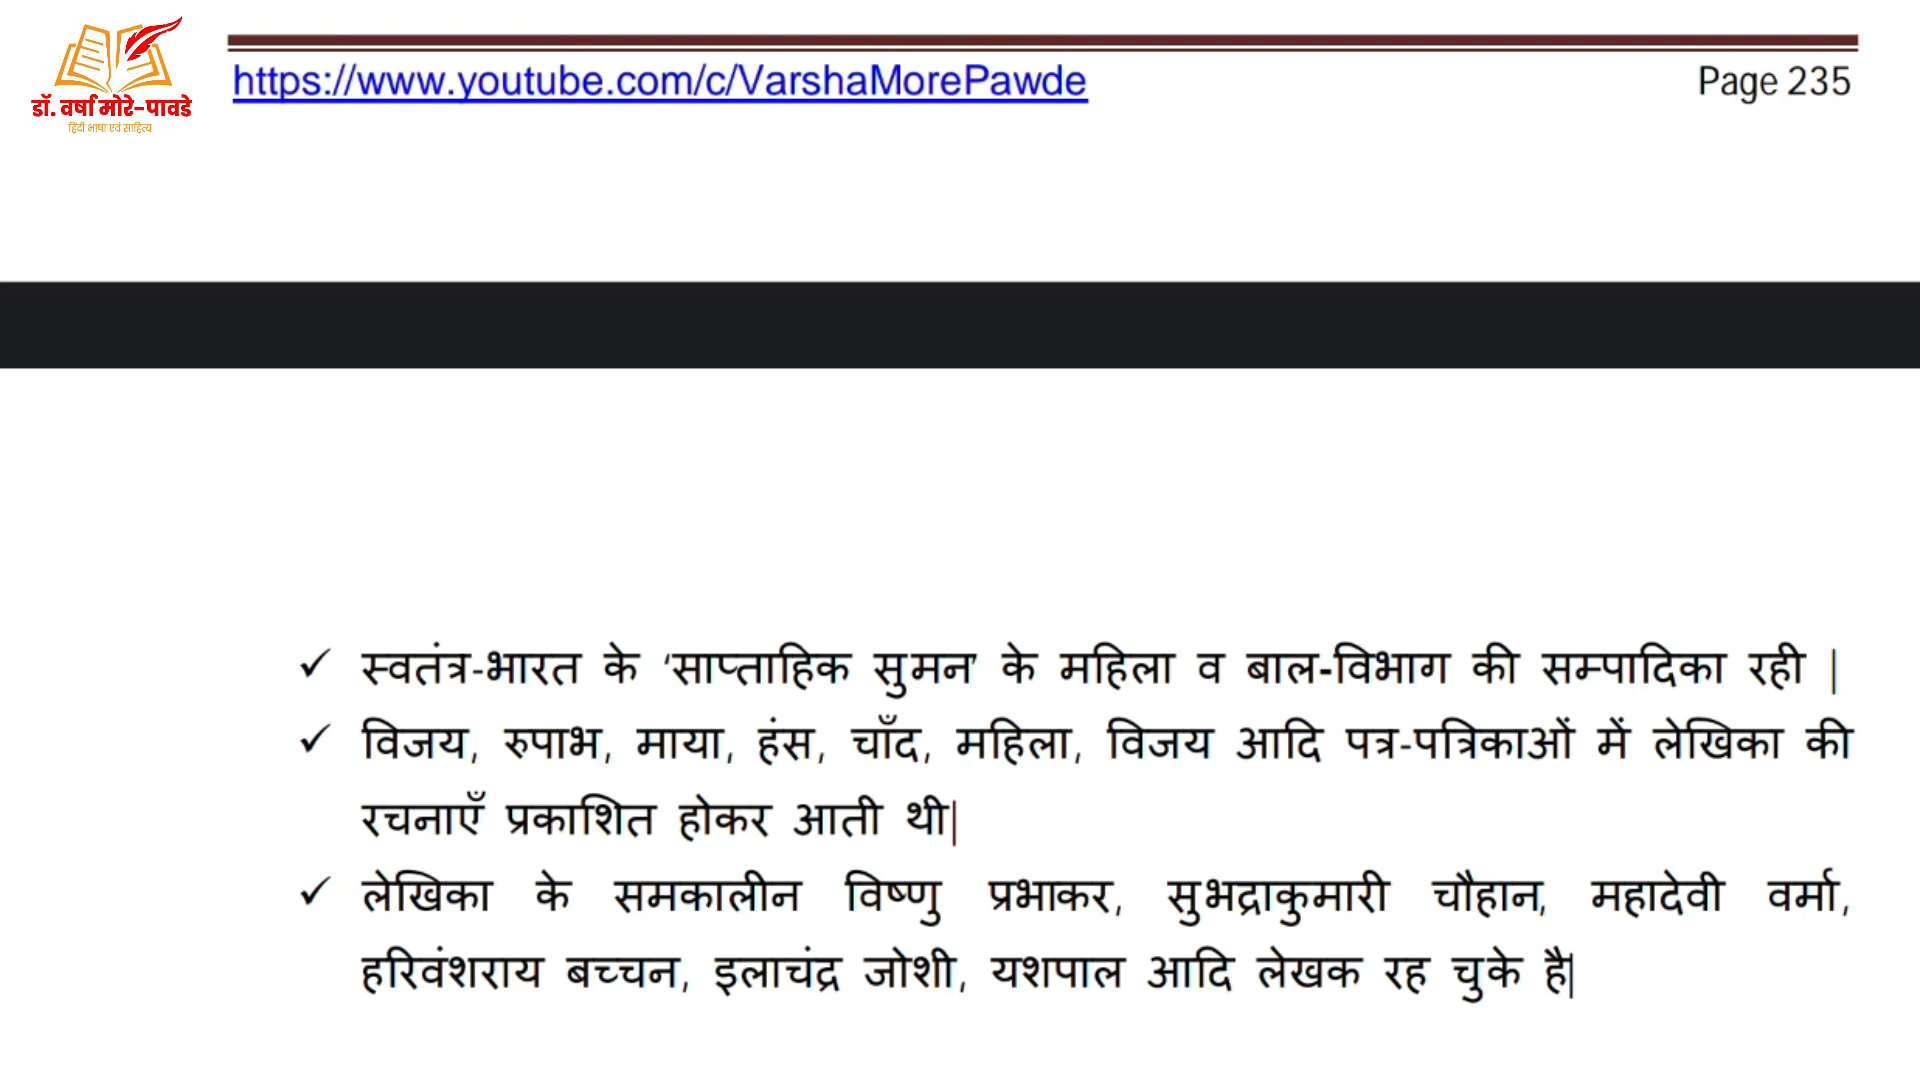 डॉ. वर्षा मोरे-पावडे
हिंदी भाषा एवं साहित्य
https://www.youtube.com/c/VarshaMorePawde Page 235
✓ स्वतंत्र-भारत के ‘साप्ताहिक सुमन’ के महिला व बाल-विभाग की सम्पादिका रही |
✓ विजय, रुपाभ, माया, हंस, चाँद, महिला, विजय आदि पत्र-पत्रिकाओं में लेखिका की
रचनाएँ प्रकाशित होकर आती थी|
✓ लेखिका के समकालीन विष्णु प्रभाकर, सुभद्राकुमारी चौहान, महादेवी वर्मा,
हरिवंशराय बच्चन, इलाचंद्र जोशी, यशपाल आदि लेखक रह चुके है|